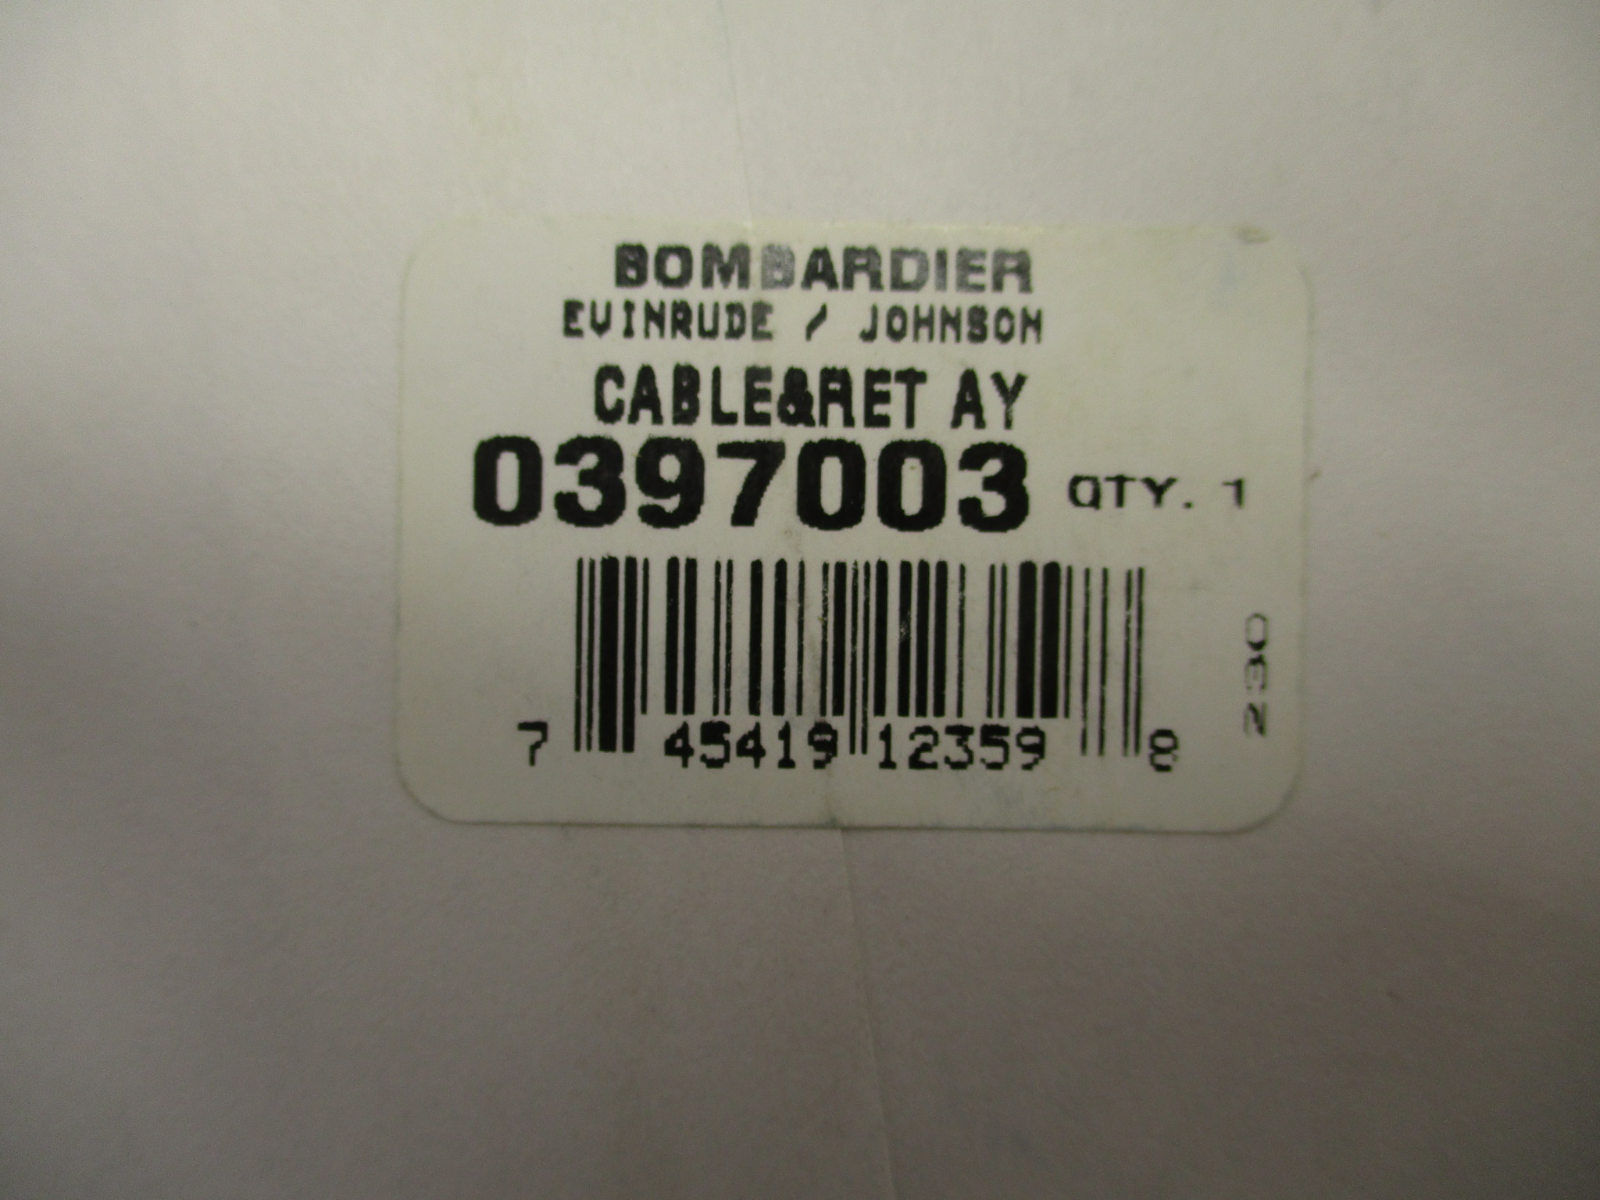 BOMBARDIER
EVINRUDE / JOHNSON
CABLE&RET AY
0397003 QTY. 1
7 45419 12359 8
230